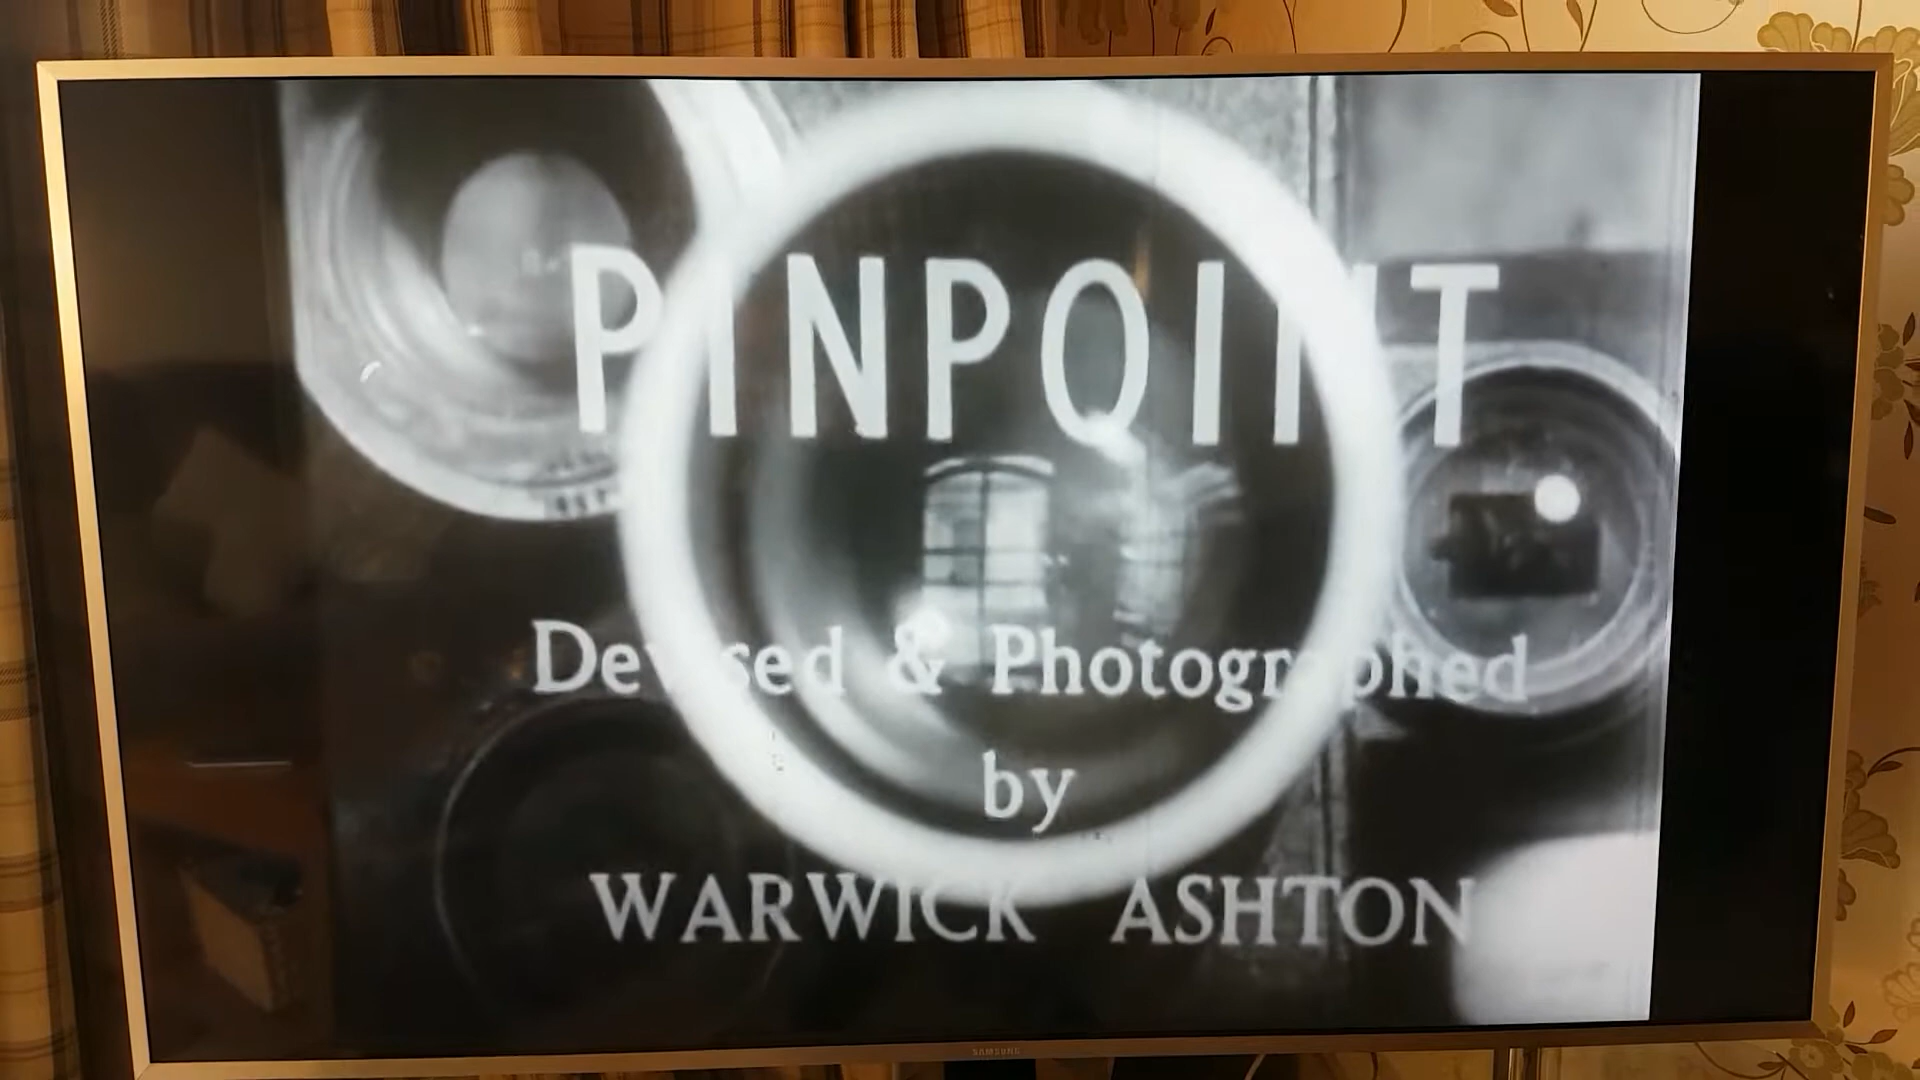 PINPOINT
Devised & Photographed
by
WARWICK ASHTON
SAMSUNG